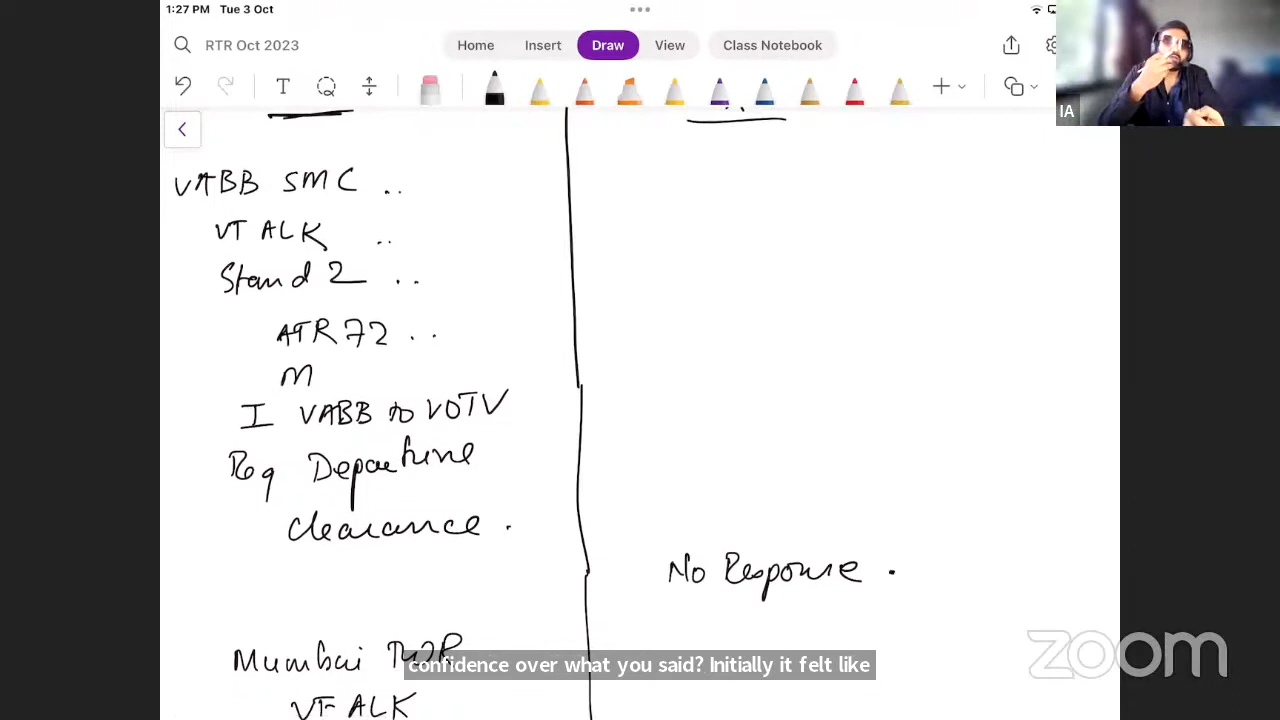 1:27 PM Tue 3 Oct
RTR Oct 2023
Home Insert Draw View Class Notebook
IA
VABB SMC ..
VT ALK ..
Stand 2 ..
ATR 72 ..
M
I VABB to VOTV
Req Departure
clearance .
No Response .
Mumbai TWR
VT ALK
confidence over what you said? Initially it felt like
zoom